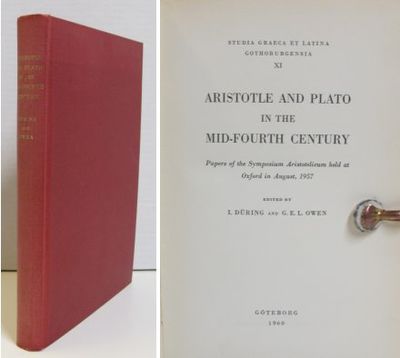 STUDIA GRAECA ET LATINA
GOTHOBURGENSIA
XI
ARISTOTLE AND PLATO
IN THE
MID-FOURTH CENTURY
Papers of the Symposium Aristotelicum held at
Oxford in August, 1957
EDITED BY
I. DÜRING AND G. E. L. OWEN
GÖTEBORG
1960